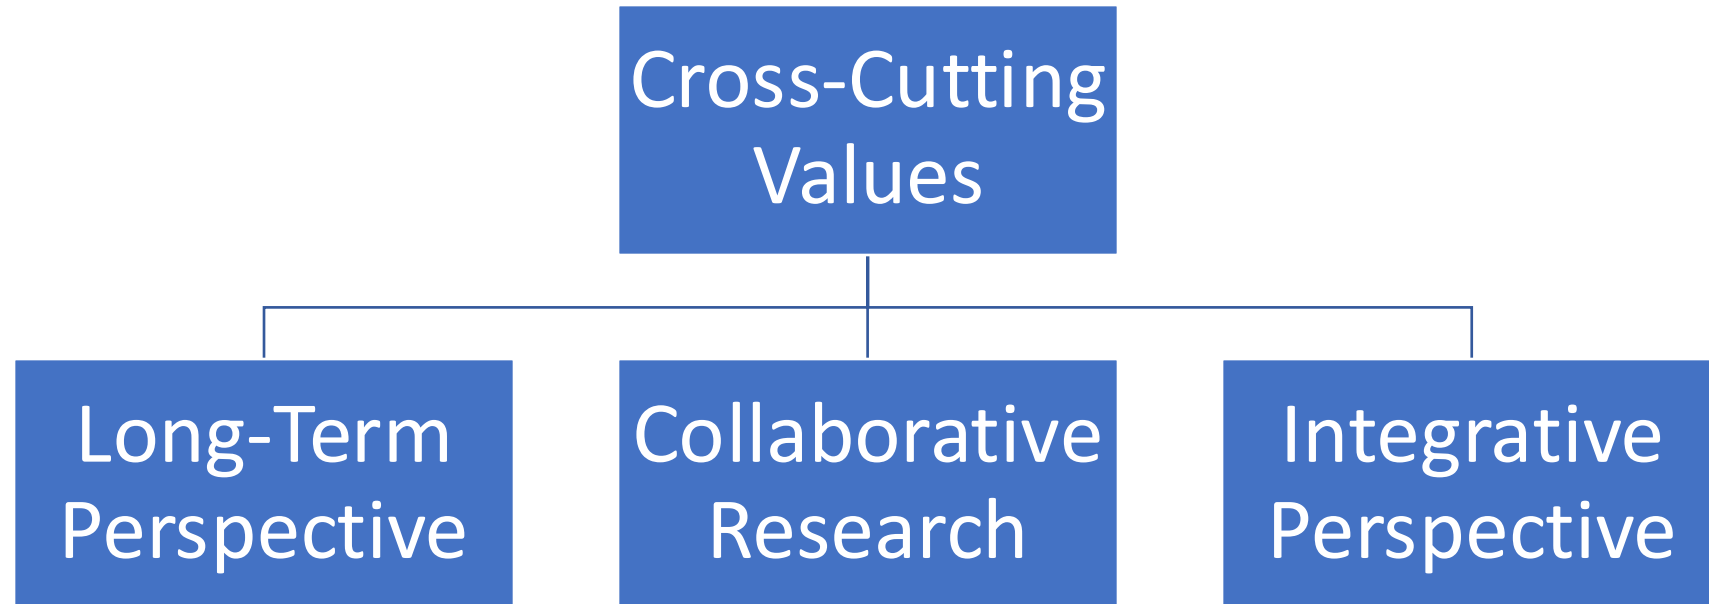 Cross-Cutting
Values
Long-Term
Perspective
Collaborative
Research
Integrative
Perspective